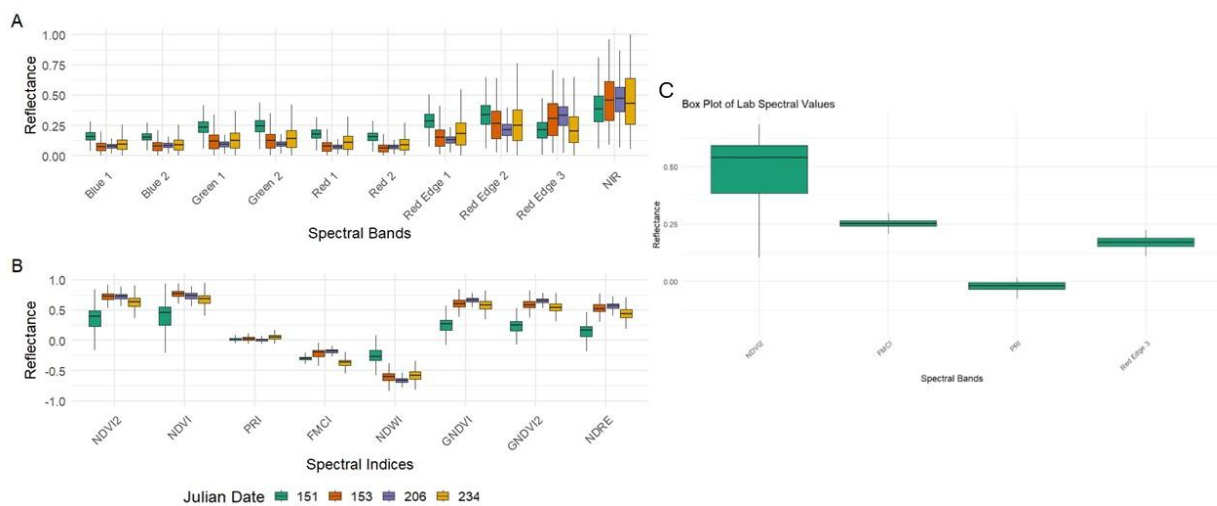 A
1.00
0.75
0.50
0.25
0.00
Reflectance
Blue 1
Blue 2
Green 1
Green 2
Red 1
Red 2
Red Edge 1
Red Edge 2
Red Edge 3
NIR
Spectral Bands
B
1.0
0.5
0.0
-0.5
-1.0
Reflectance
NDVI2
NDVI
PRI
FMCI
NDWI
GNDVI
GNDVI2
NDRE
Spectral Indices
Julian Date 151 153 206 234
C
Box Plot of Lab Spectral Values
0.50
0.25
0.00
Reflectance
NDVI2
FMCI
PRI
Red Edge 3
Spectral Bands